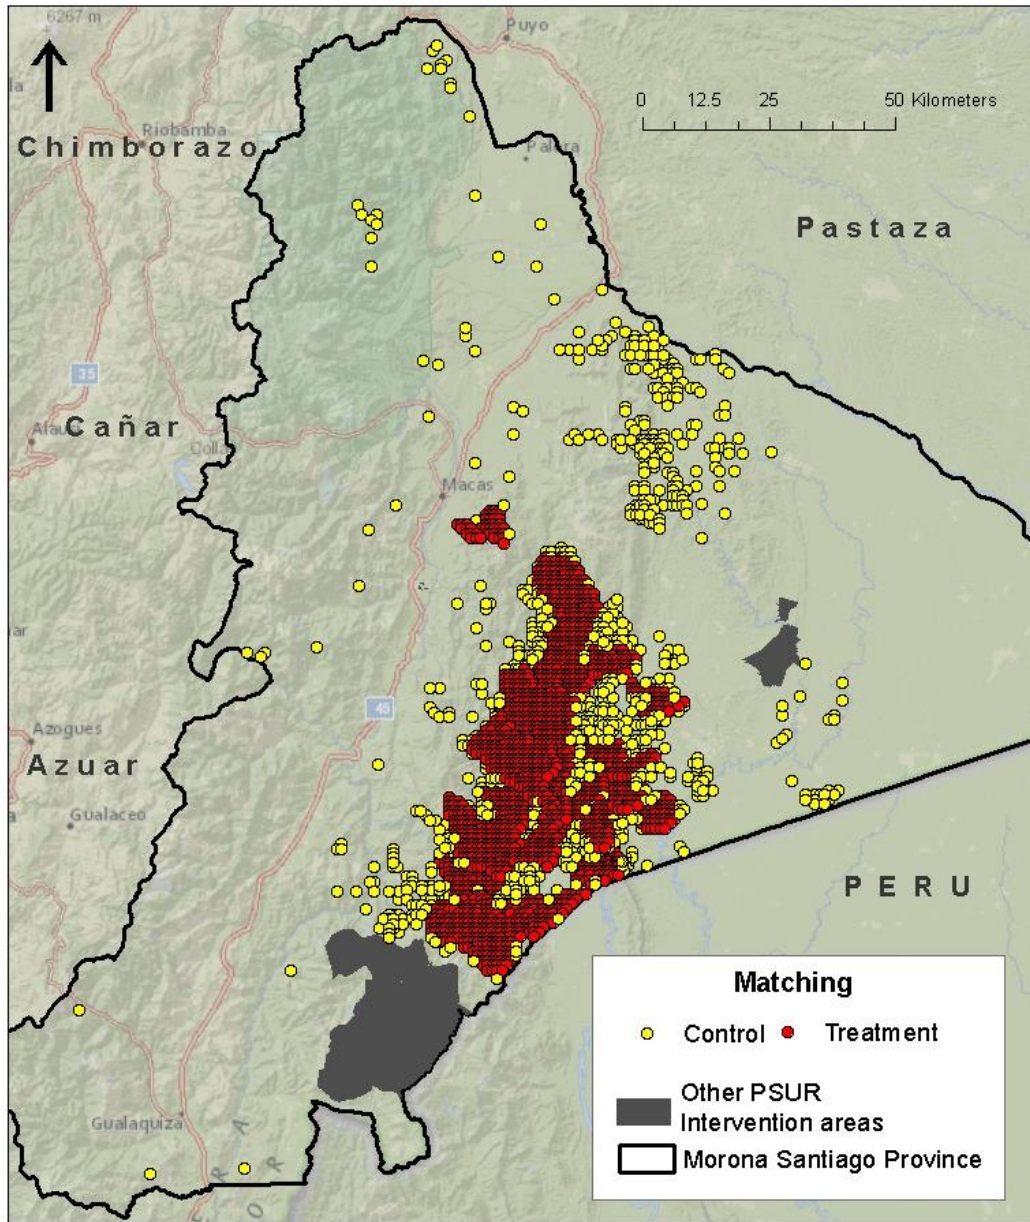 6267 m
Puyo
0 12.5 25 50 Kilometers
Riobamba
Chimborazo
Palora
Pastaza
35
Cañar
Macas
45
Azogues
Azuar
Gualaceo
PERU
Matching
Control Treatment
Other PSUR
Intervention areas
Gualaquiza
Morona Santiago Province